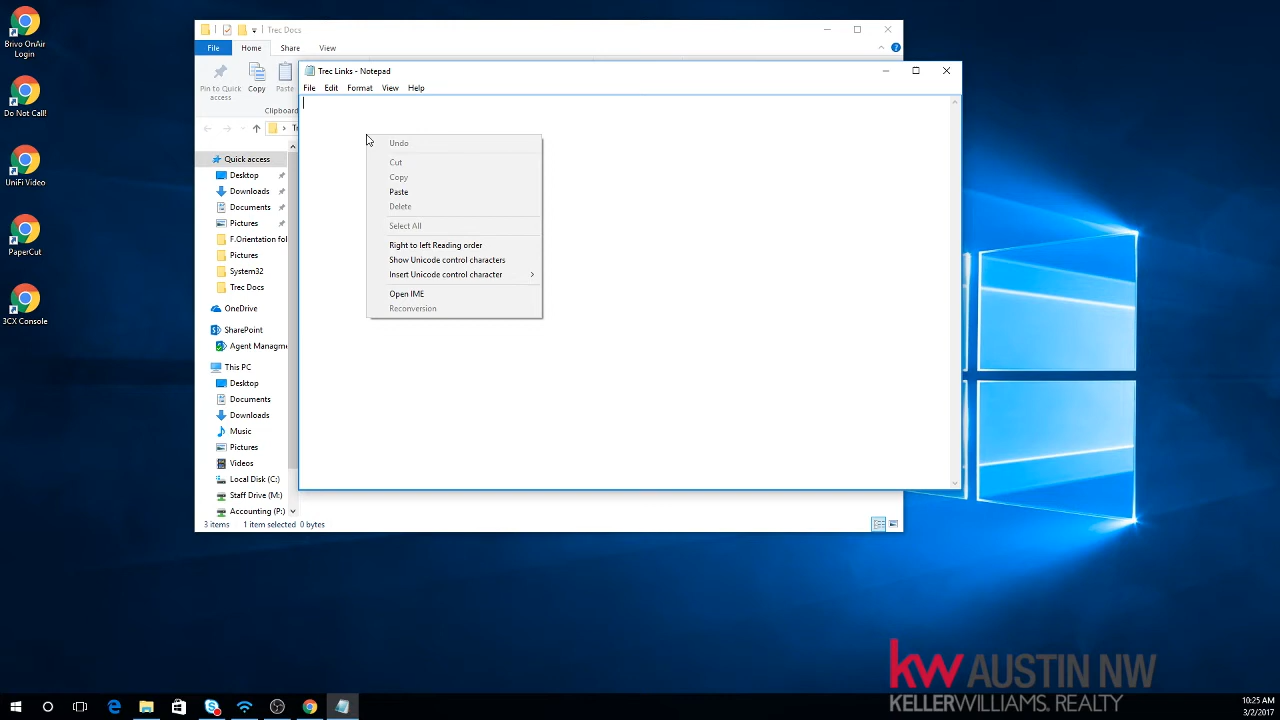 Brivo OnAir
Login
Do Not Call!
UniFi Video
PaperCut
3CX Console
Trec Docs
File Home Share View
Pin to Quick
access
Copy
Paste
Clipboard
Trec Links - Notepad
File Edit Format View Help
Undo
Cut
Copy
Paste
Delete
Select All
Right to left Reading order
Show Unicode control characters
Insert Unicode control character
Open IME
Reconversion
Quick access
Desktop
Downloads
Documents
Pictures
F.Orientation fol
Pictures
System32
Trec Docs
OneDrive
SharePoint
Agent Managm
This PC
Desktop
Documents
Downloads
Music
Pictures
Videos
Local Disk (C:)
Staff Drive (M:)
Accounting (P:)
3 items 1 item selected 0 bytes
kw AUSTIN NW
KELLERWILLIAMS. REALTY
10:25 AM
3/2/2017